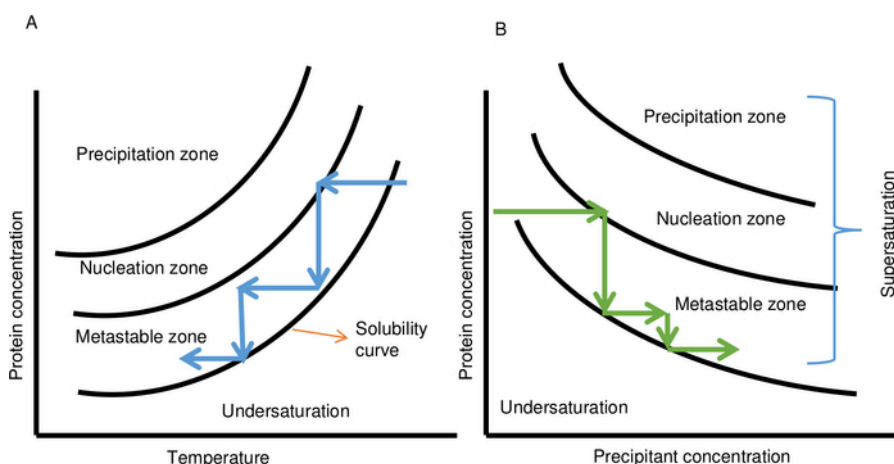 A
Precipitation zone
Nucleation zone
Metastable zone
Solubility
curve
Undersaturation
Protein concentration
Temperature
B
Precipitation zone
Nucleation zone
Metastable zone
Undersaturation
Supersaturation
Protein concentration
Precipitant concentration